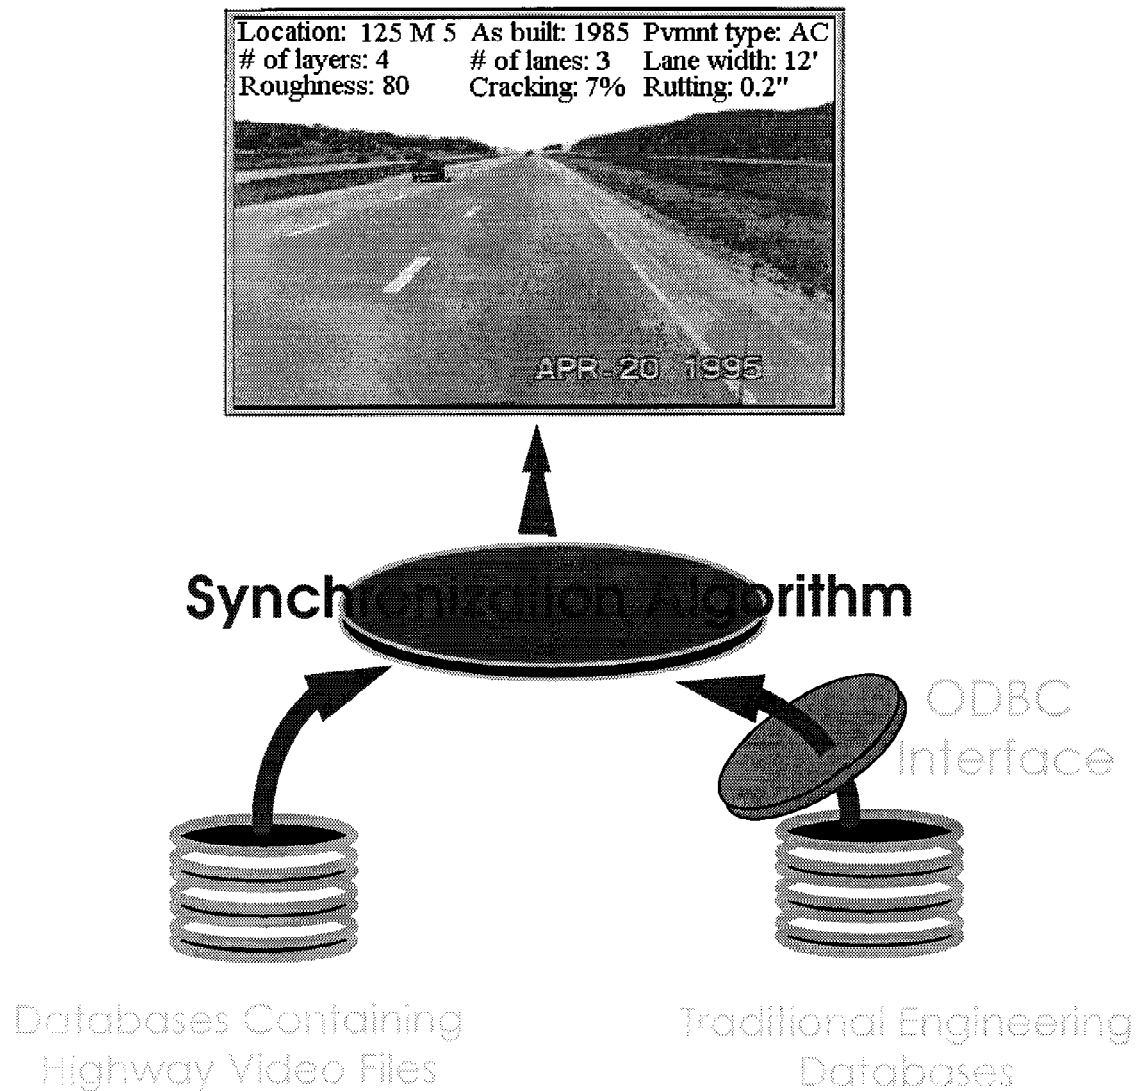 Location: 125 M 5 As built: 1985 Pvmnt type: AC
# of layers: 4 # of lanes: 3 Lane width: 12'
Roughness: 80 Cracking: 7% Rutting: 0.2"
APR-20 1995
Synchronization Algorithm
ODBC
Interface
Databases Containing
Highway Video Files
Traditional Engineering
Databases